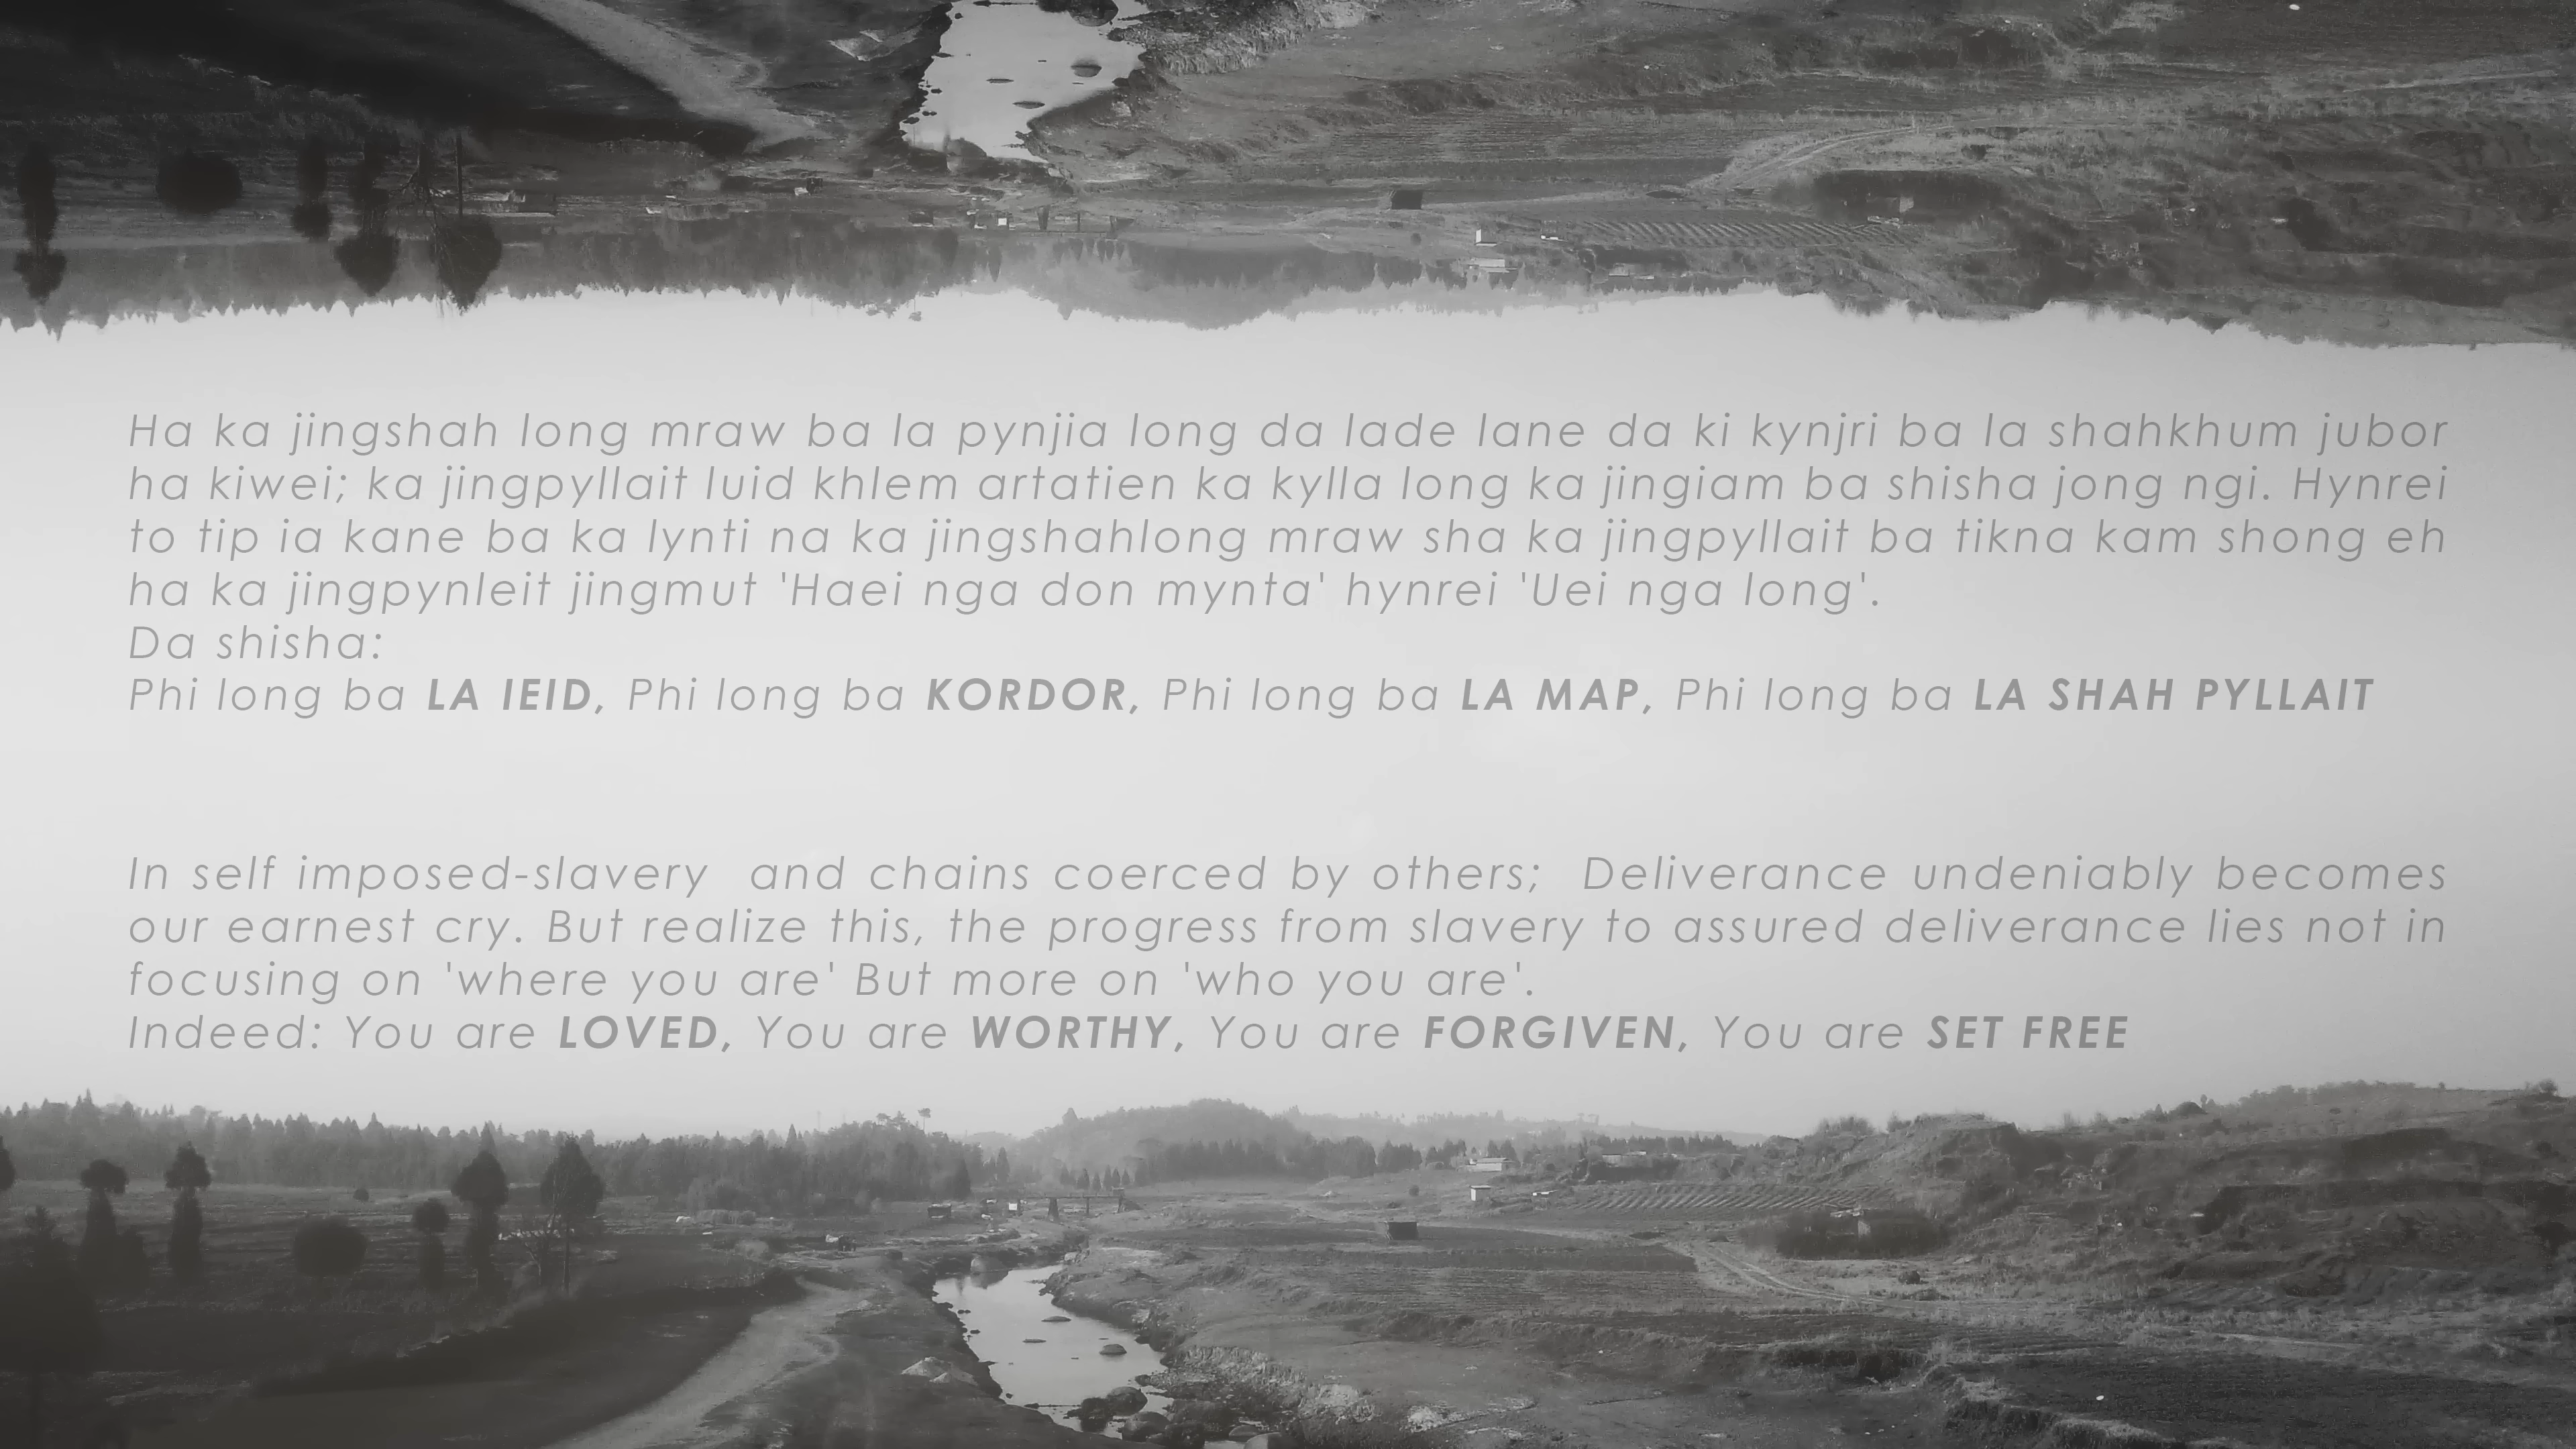 Ha ka jingshah long mraw ba la pynjia long da lade lane da ki kynjri ba la shahkhum jubor
ha kiwei; ka jingpyllait luid khlem artatien ka kylla long ka jingiam ba shisha jong ngi. Hynrei
to tip ia kane ba ka lynti na ka jingshahlong mraw sha ka jingpyllait ba tikna kam shong eh
ha ka jingpynleit jingmut 'Haei nga don mynta' hynrei 'Uei nga long'.
Da shisha:
Phi long ba LA IEID, Phi long ba KORDOR, Phi long ba LA MAP, Phi long ba LA SHAH PYLLAIT
In self imposed-slavery and chains coerced by others; Deliverance undeniably becomes
our earnest cry. But realize this, the progress from slavery to assured deliverance lies not in
focusing on 'where you are' But more on 'who you are'.
Indeed: You are LOVED, You are WORTHY, You are FORGIVEN, You are SET FREE